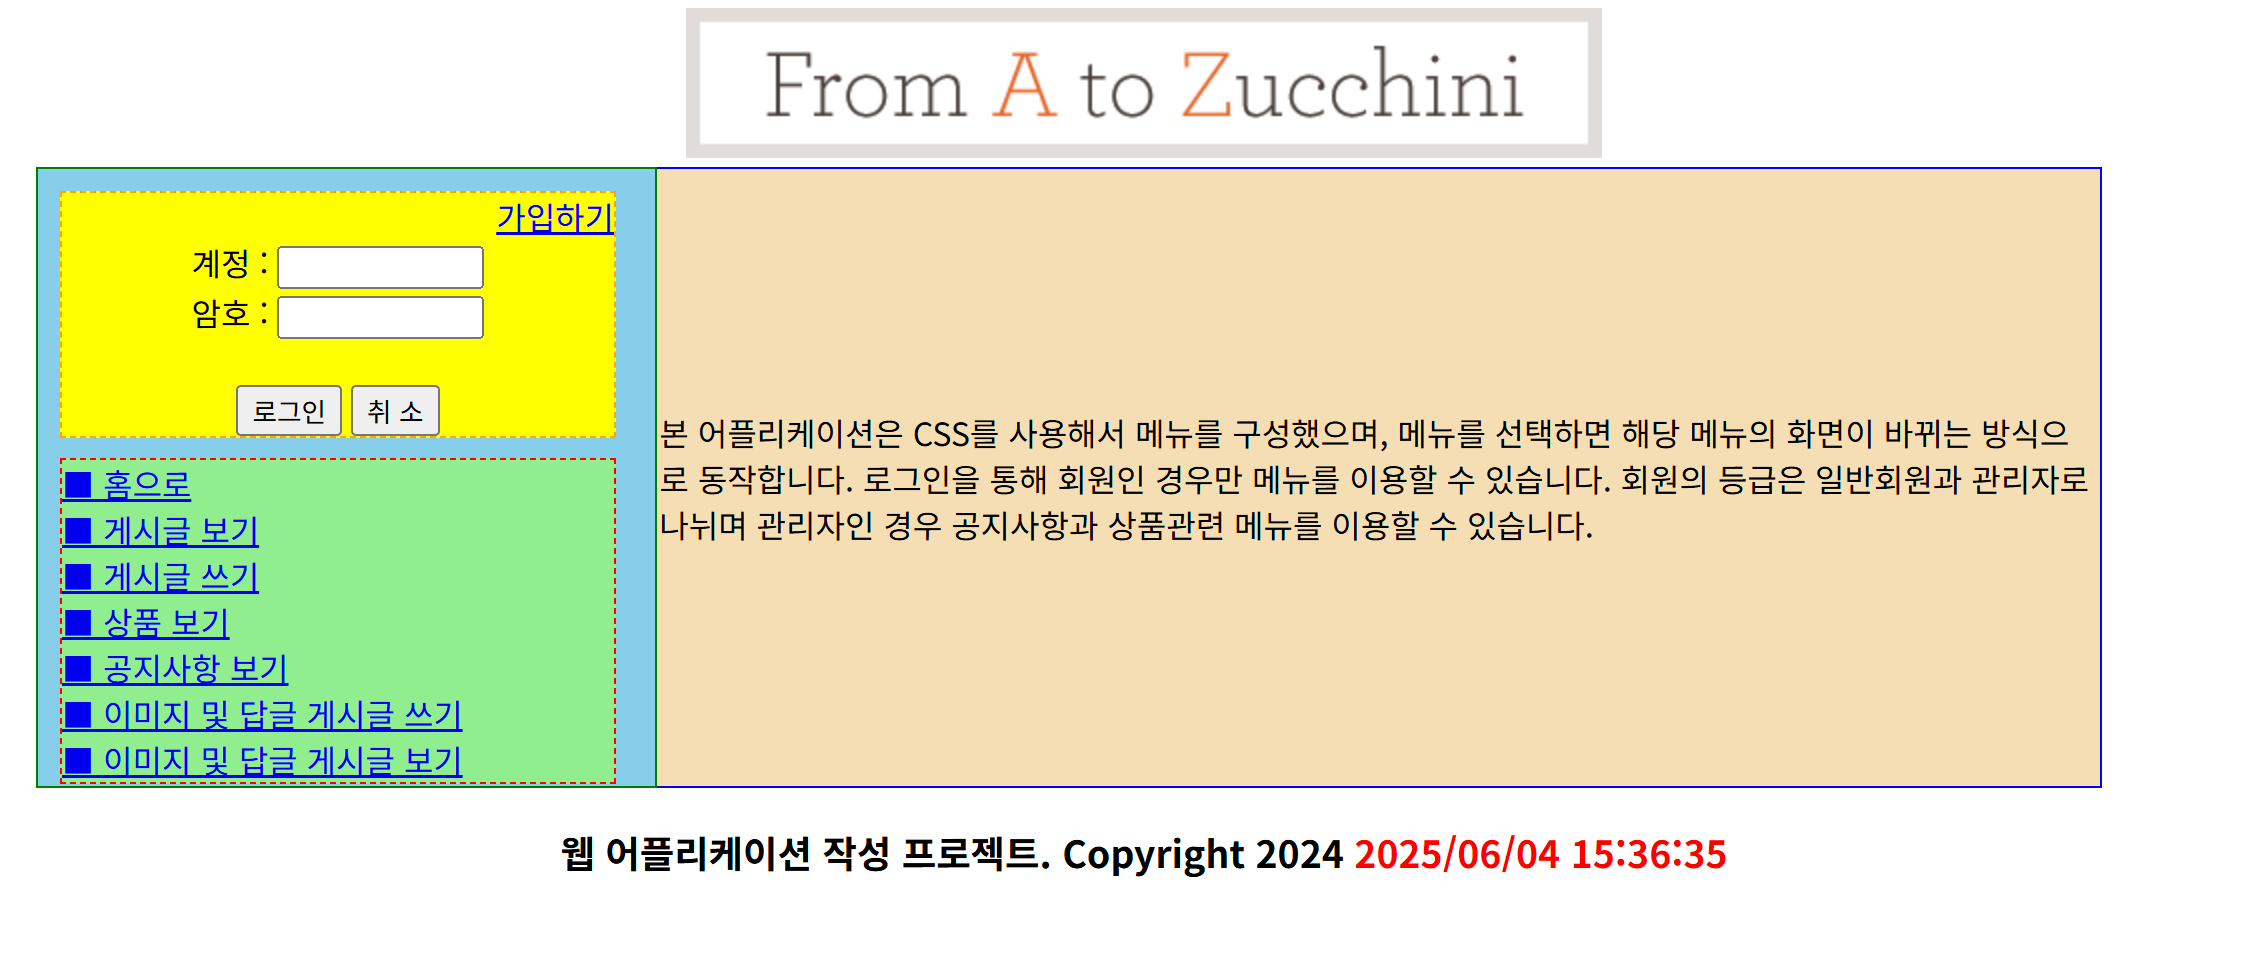 From A to Zucchini
가입하기
계정 :
암호 :
로그인 취 소
■ 홈으로
■ 게시글 보기
■ 게시글 쓰기
■ 상품 보기
■ 공지사항 보기
■ 이미지 및 답글 게시글 쓰기
■ 이미지 및 답글 게시글 보기
본 어플리케이션은 CSS를 사용해서 메뉴를 구성했으며, 메뉴를 선택하면 해당 메뉴의 화면이 바뀌는 방식으
로 동작합니다. 로그인을 통해 회원인 경우만 메뉴를 이용할 수 있습니다. 회원의 등급은 일반회원과 관리자로
나뉘며 관리자인 경우 공지사항과 상품관련 메뉴를 이용할 수 있습니다.
웹 어플리케이션 작성 프로젝트. Copyright 2024 2025/06/04 15:36:35